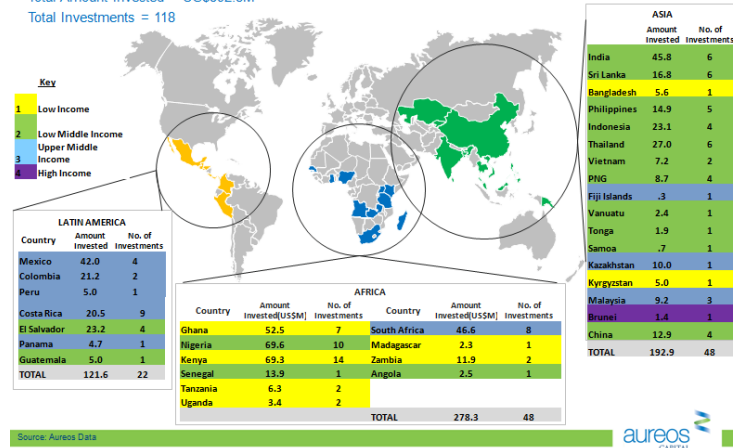 Total Investments = 118
Key
1 Low Income
2 Low Middle Income
Upper Middle
3 Income
4 High Income
LATIN AMERICA
Country Amount Invested No. of Investments
Mexico 42.0 4
Colombia 21.2 2
Peru 5.0 1
Costa Rica 20.5 9
El Salvador 23.2 4
Panama 4.7 1
Guatemala 5.0 1
TOTAL 121.6 22
AFRICA
Country Amount Invested(US$M) No. of Investments Country Amount Invested(US$M) No. of Investments
Ghana 52.5 7 South Africa 46.6 8
Nigeria 69.6 10 Madagascar 2.3 1
Kenya 69.3 14 Zambia 11.9 2
Senegal 13.9 1 Angola 2.5 1
Tanzania 6.3 2
Uganda 3.4 2
TOTAL 278.3 48
ASIA
Amount Invested No. of Investments
India 45.8 6
Sri Lanka 16.8 6
Bangladesh 5.6 1
Philippines 14.9 5
Indonesia 23.1 4
Thailand 27.0 6
Vietnam 7.2 2
PNG 8.7 4
Fiji Islands .3 1
Vanuatu 2.4 1
Tonga 1.9 1
Samoa .7 1
Kazakhstan 10.0 1
Kyrgyzstan 5.0 1
Malaysia 9.2 3
Brunei 1.4 1
China 12.9 4
TOTAL 192.9 48
Source: Aureos Data
aureos
CAPITAL